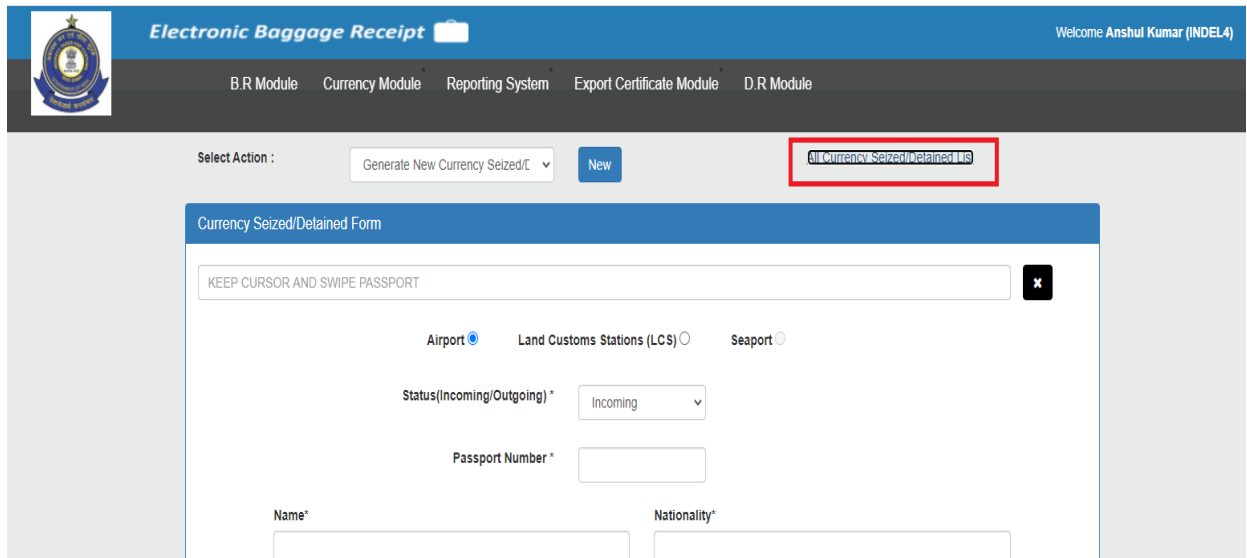 Electronic Baggage Receipt
Welcome Anshul Kumar (INDEL4)
B.R Module Currency Module Reporting System Export Certificate Module D.R Module
Select Action : Generate New Currency Seized/D New All Currency Seized/Detained Lis
Currency Seized/Detained Form
KEEP CURSOR AND SWIPE PASSPORT
Airport Land Customs Stations (LCS) Seaport
Status(Incoming/Outgoing) * Incoming
Passport Number *
Name* Nationality*